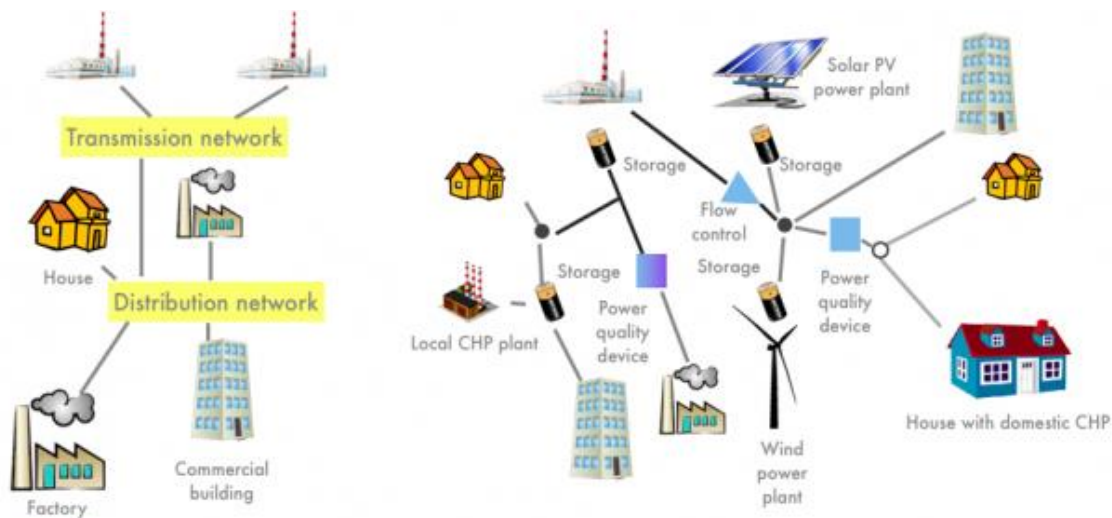 Transmission network
House
Distribution network
Factory
Commercial
building
Solar PV
power plant
Storage
Storage
Flow
control
Storage
Storage
Power
quality
device
Power
quality
device
Local CHP plant
House with domestic CHP
Wind
power
plant